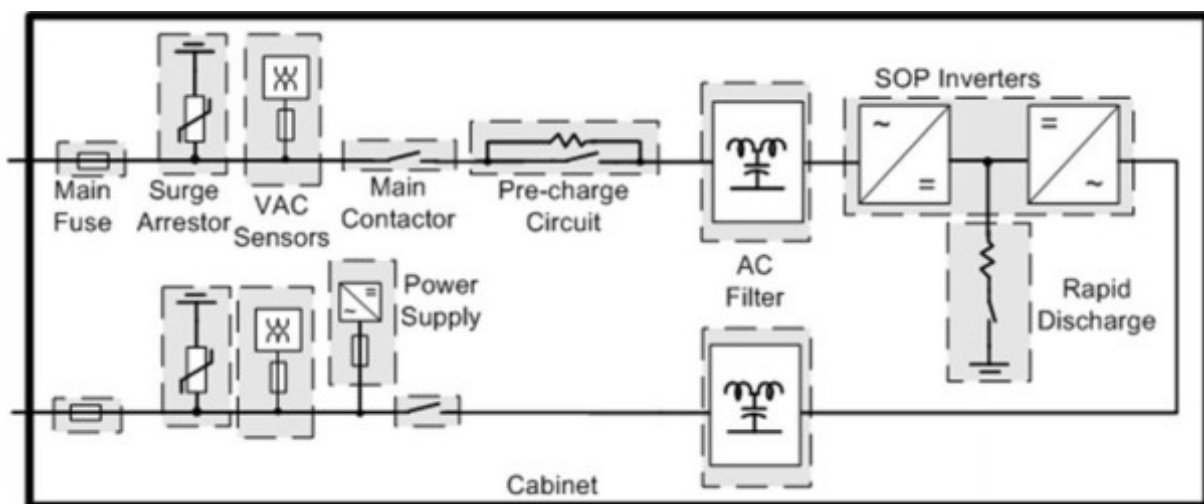 SOP Inverters
Main
Fuse
Surge
Arrestor
VAC
Sensors
Main
Contactor
Pre-charge
Circuit
AC
Filter
Power
Supply
Rapid
Discharge
Cabinet